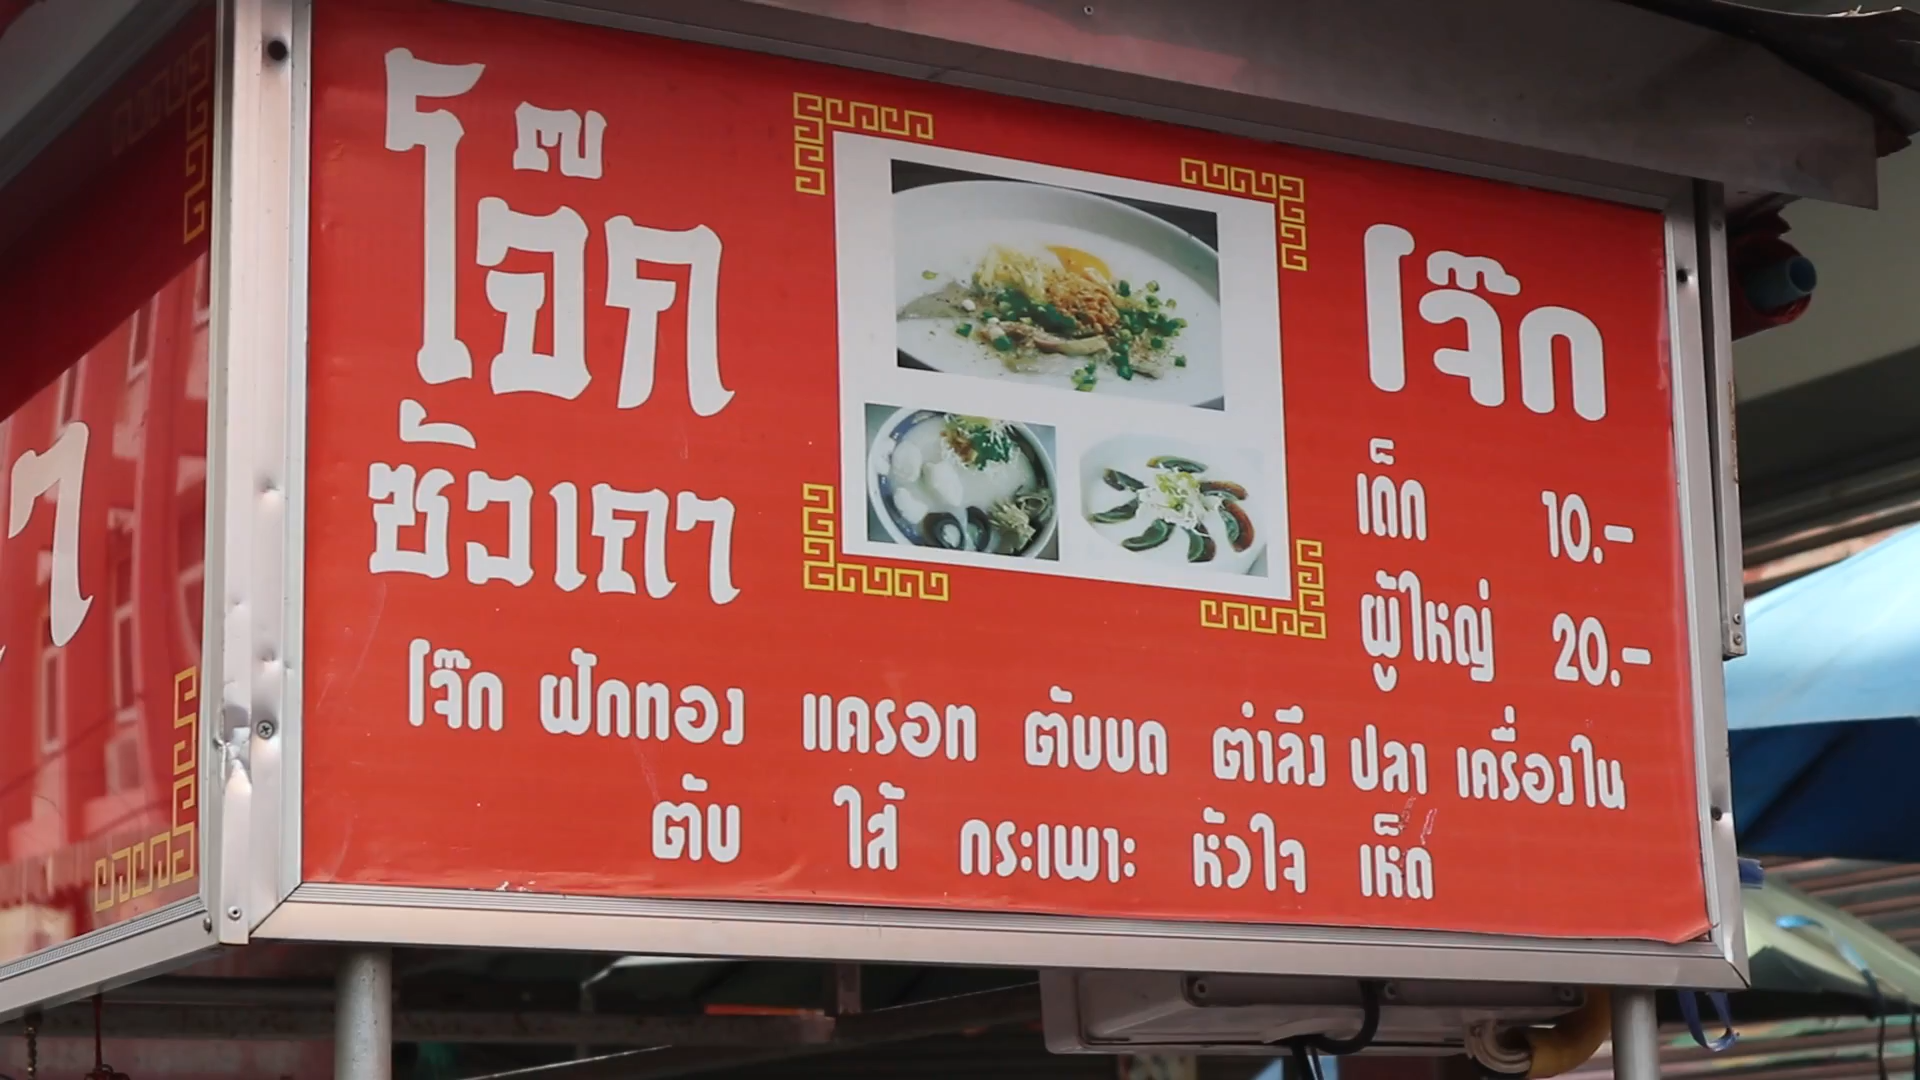 โจ๊ก
ซัวเถา
โจ๊ก
เด็ก 10.-
ผู้ใหญ่ 20.-
โจ๊ก ฝักทอง แครอท ตับบด ตำลึง ปลา เครื่องใน
ตับ ใส้ กระเพาะ หัวใจ เห็ด